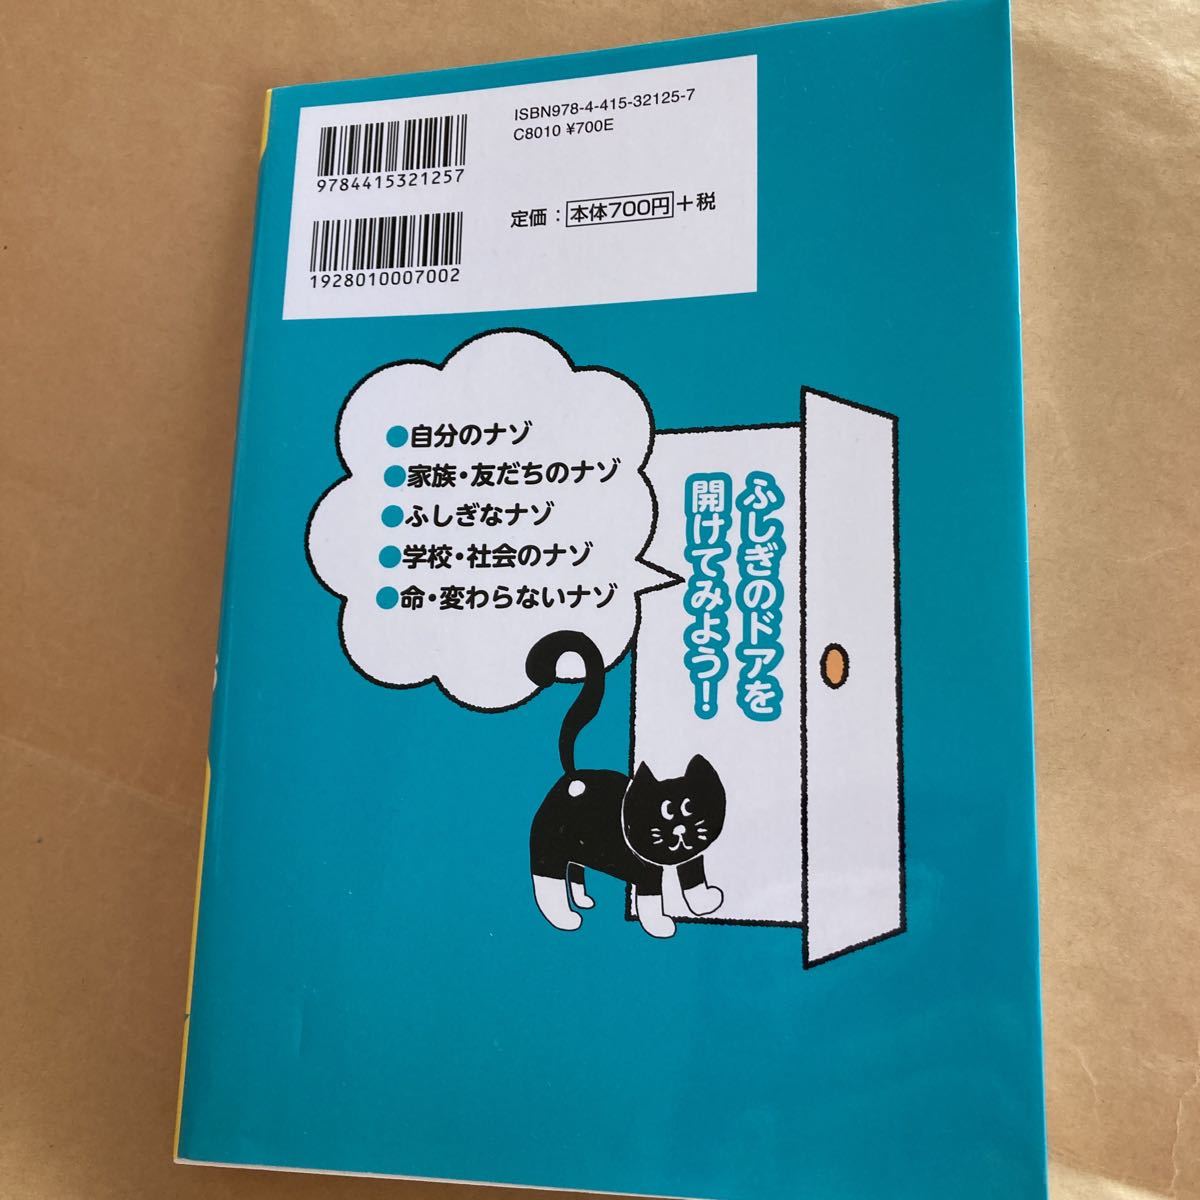 ISBN978-4-415-32125-7
C8010 ¥700E
9784415321257
定価：本体700円+税
1928010007002
●自分のナゾ
●家族・友だちのナゾ
●ふしぎなナゾ
●学校・社会のナゾ
●命・変わらないナゾ
ふしぎのドアを
開けてみよう！